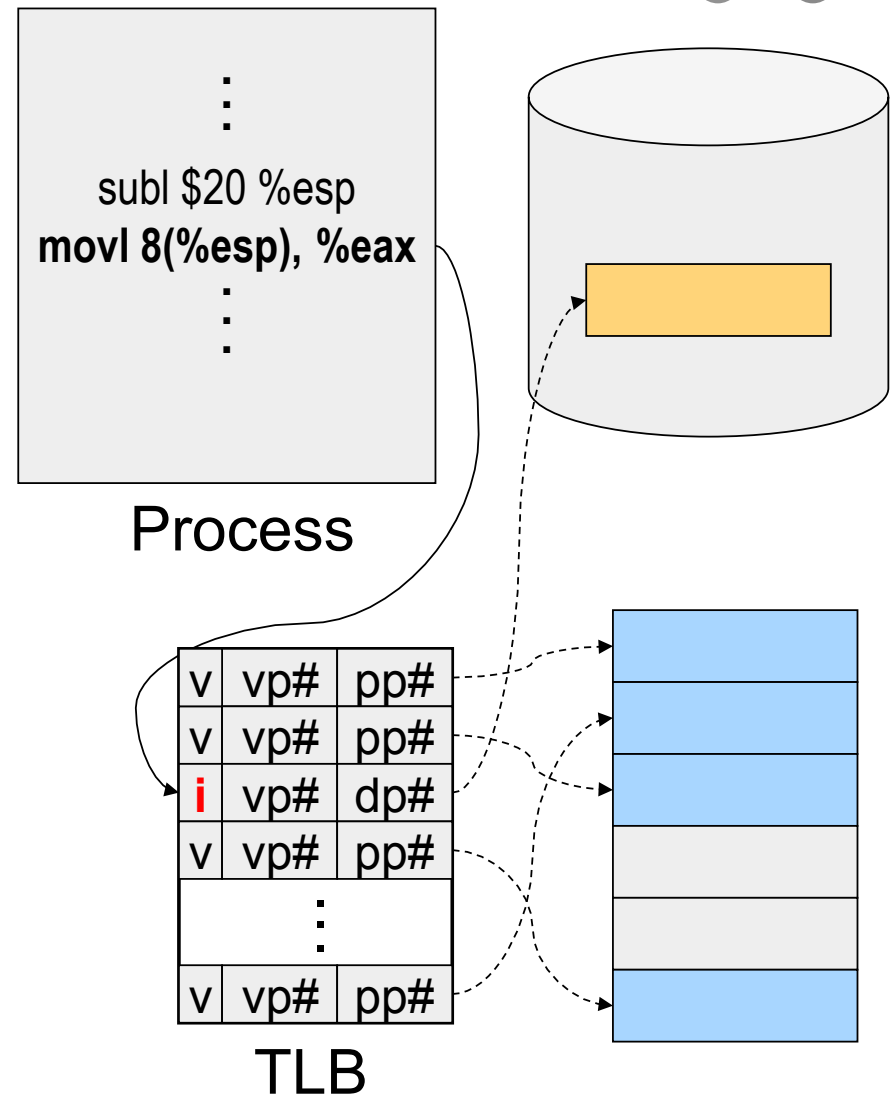 subl $20 %esp
movl 8(%esp), %eax
Process
v vp# pp#
v vp# pp#
i vp# dp#
v vp# pp#
v vp# pp#
TLB